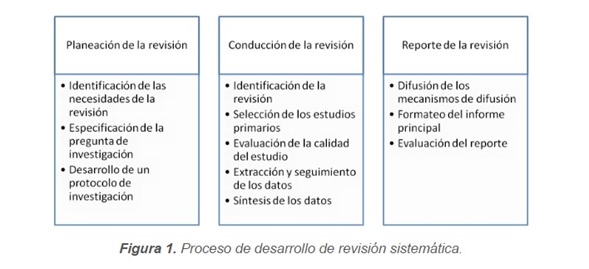 Planeación de la revisión
• Identificación de las
necesidades de la
revisión
• Especificación de la
pregunta de
investigación
• Desarrollo de un
protocolo de
investigación
Conducción de la revisión
• Identificación de la
revisión
• Selección de los estudios
primarios
• Evaluación de la calidad
del estudio
• Extracción y seguimiento
de los datos
• Síntesis de los datos
Reporte de la revisión
• Difusión de los
mecanismos de difusión
• Formateo del informe
principal
• Evaluación del reporte
Figura 1. Proceso de desarrollo de revisión sistemática.